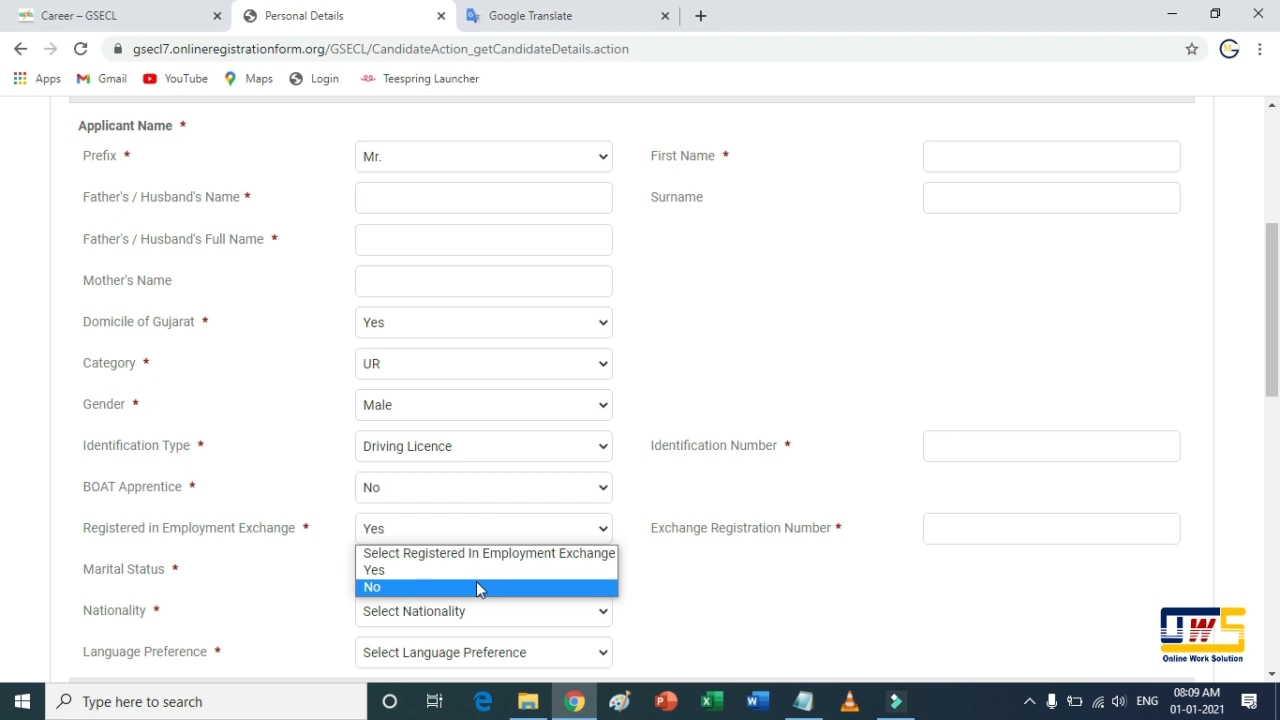 Career – GSECL
Personal Details
Google Translate
gsecl7.onlineregistrationform.org/GSECL/CandidateAction_getCandidateDetails.action
Apps Gmail YouTube Maps Login Teespring Launcher
Applicant Name *
Prefix * Mr. First Name *
Father's / Husband's Name * Surname
Father's / Husband's Full Name *
Mother's Name
Domicile of Gujarat * Yes
Category * UR
Gender * Male
Identification Type * Driving Licence Identification Number *
BOAT Apprentice * No
Registered in Employment Exchange * Yes Exchange Registration Number *
Select Registered In Employment Exchange
Yes
No
Marital Status *
Nationality * Select Nationality
Language Preference * Select Language Preference
OWS
Online Work Solution
Type here to search
ENG
08:09 AM
01-01-2021